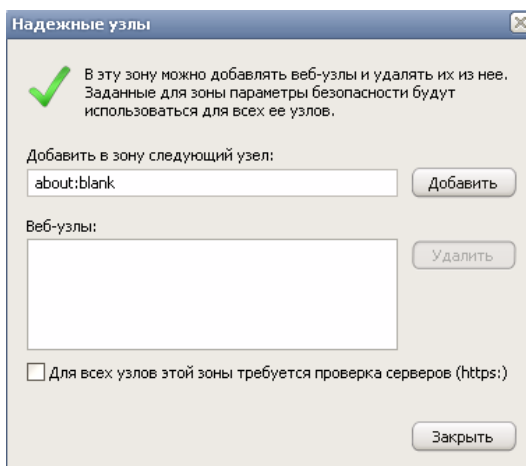 Надежные узлы
В эту зону можно добавлять веб-узлы и удалять их из нее.
Заданные для зоны параметры безопасности будут
использоваться для всех ее узлов.
Добавить в зону следующий узел:
about:blank
Добавить
Веб-узлы:
Удалить
Для всех узлов этой зоны требуется проверка серверов (https:)
Закрыть